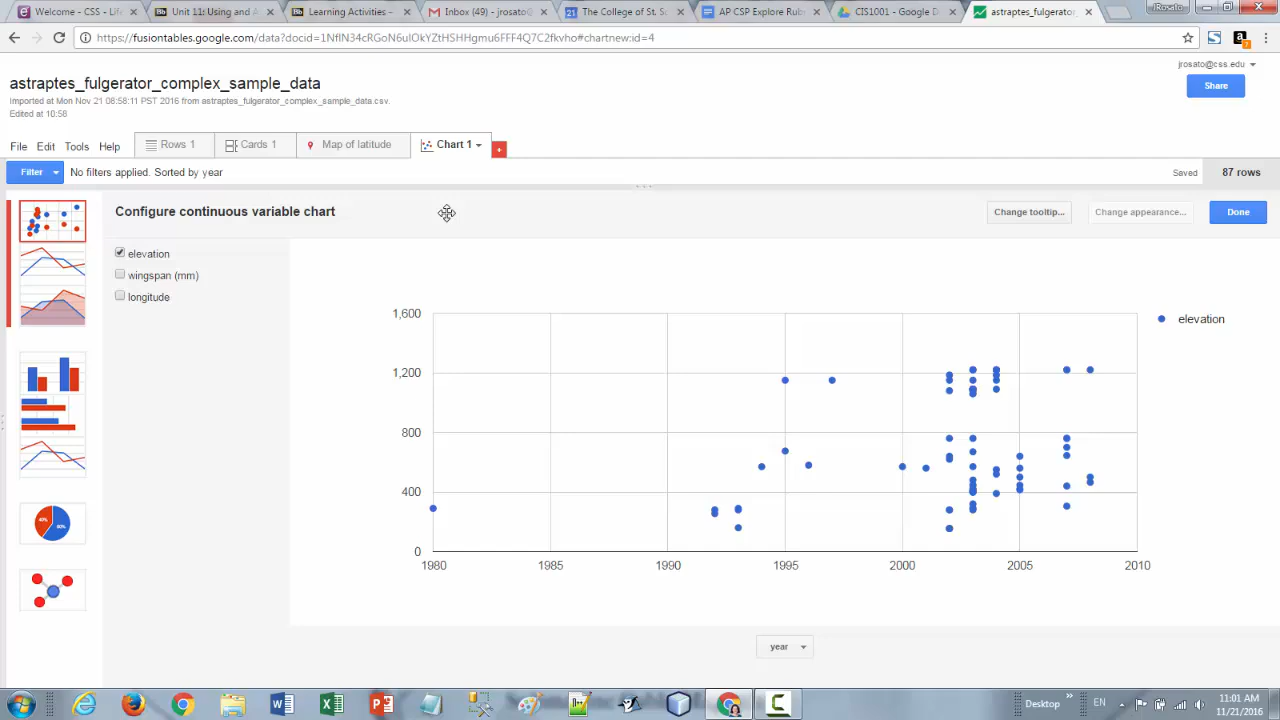 Welcome - CSS - Life
Unit 11: Using and A
Learning Activities -
Inbox (49) - jrosato@
The College of St. Sc
AP CSP Explore Rub
CIS1001 - Google D
astraptes_fulgerator_
jRosato
https://fusiontables.google.com/data?docid=1NflN34cRGoN6ulOkYZtHSHHgmu6FFF4Q7C2fkvho#chartnew:id=4
jrosato@css.edu
astraptes_fulgerator_complex_sample_data
Share
Imported at Mon Nov 21 08:58:11 PST 2016 from astraptes_fulgerator_complex_sample_data.csv.
Edited at 10:58
File Edit Tools Help Rows 1 Cards 1 Map of latitude Chart 1 +
Filter No filters applied. Sorted by year Saved 87 rows
Configure continuous variable chart Change tooltip... Change appearance... Done
elevation
wingspan (mm)
longitude
1,600
1,200
800
400
0
elevation
1980 1985 1990 1995 2000 2005 2010
year
40%
60%
Desktop EN
11:01 AM
11/21/2016